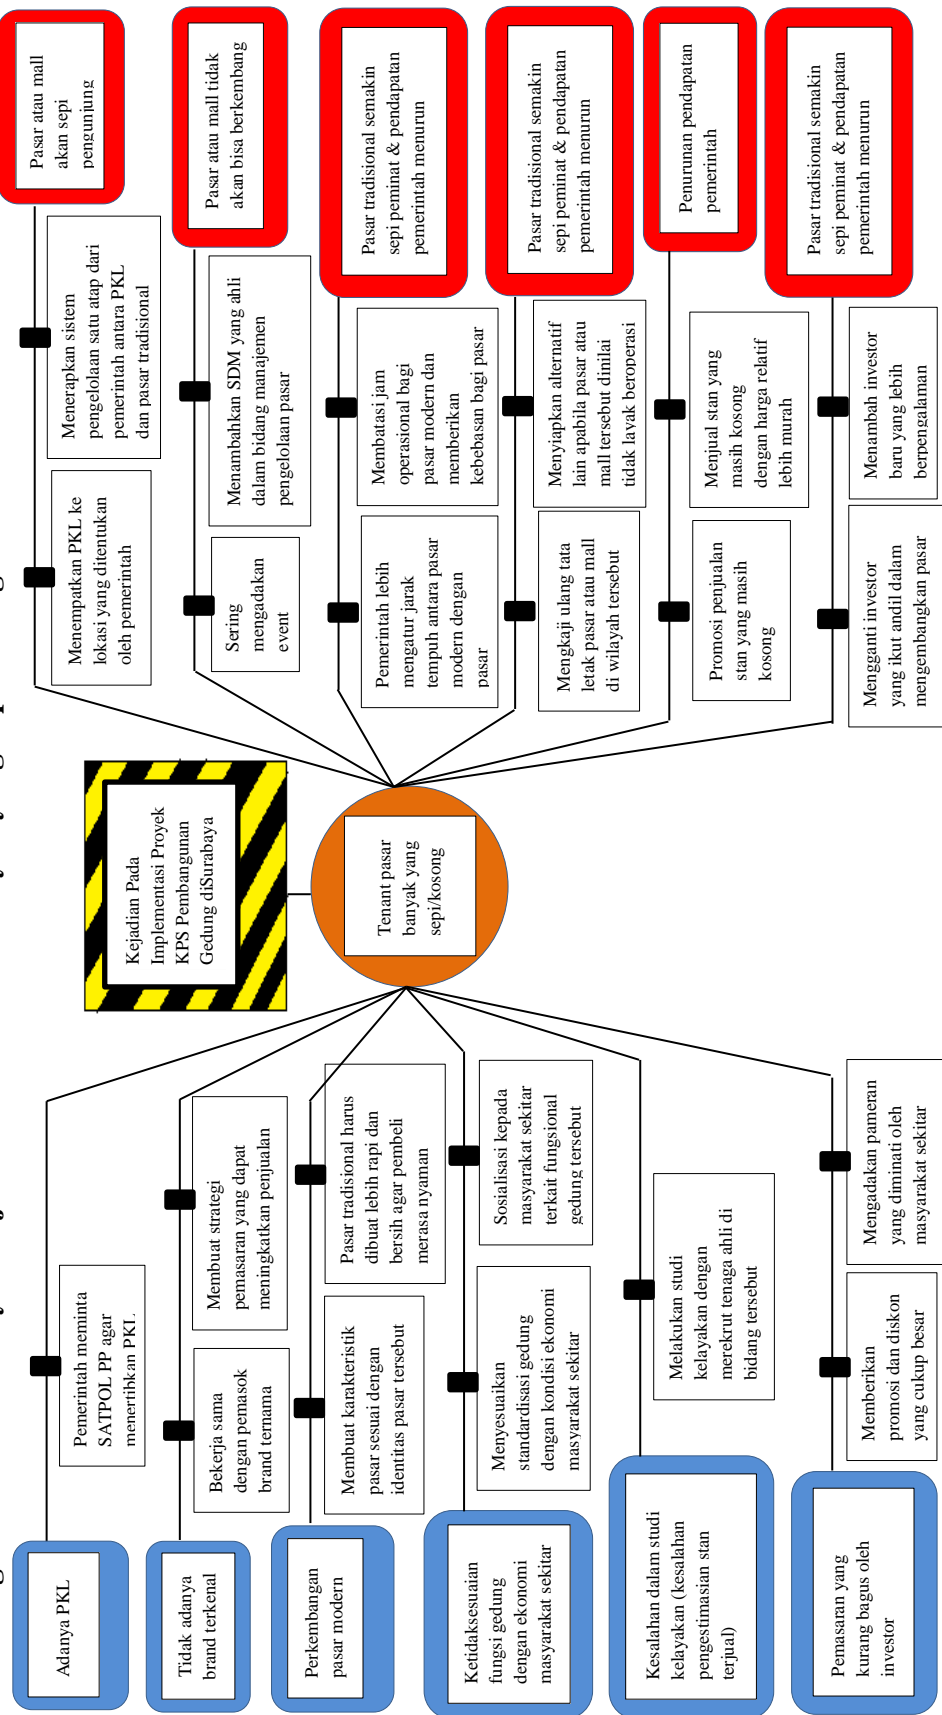 Adanya PKL
Tidak adanya
brand terkenal
Perkembangan
pasar modern
Ketidaksesuaian
fungsi gedung
dengan ekonomi
masyarakat sekitar
Kesalahan dalam studi
kelayakan (kesalahan
pengestimasian stan
terjual)
Pemasaran yang
kurang bagus oleh
investor
Pemerintah meminta
SATPOL PP agar
menertibkan PKL
Bekerja sama
dengan pemasok
brand ternama
Membuat strategi
pemasaran yang dapat
meningkatkan penjualan
Membuat karakteristik
pasar sesuai dengan
identitas pasar tersebut
Pasar tradisional harus
dibuat lebih rapi dan
bersih agar pembeli
merasa nyaman
Menyesuaikan
standardisasi gedung
dengan kondisi ekonomi
masyarakat sekitar
Sosialisasi kepada
masyarakat sekitar
terkait fungsional
gedung tersebut
Melakukan studi
kelayakan dengan
merekrut tenaga ahli di
bidang tersebut
Memberikan
promosi dan diskon
yang cukup besar
Mengadakan pameran
yang diminati oleh
masyarakat sekitar
Kejadian Pada
Implementasi Proyek
KPS Pembangunan
Gedung diSurabaya
Tenant pasar
banyak yang
sepi/kosong
Menempatkan PKL ke
lokasi yang ditentukan
oleh pemerintah
Menerapkan sistem
pengelolaan satu atap dari
pemerintah antara PKL
dan pasar tradisional
Sering
mengadakan
event
Menambahkan SDM yang ahli
dalam bidang manajemen
pengelolaan pasar
Pemerintah lebih
mengatur jarak
tempuh antara pasar
modern dengan
pasar
Membatasi jam
operasional bagi
pasar modern dan
memberikan
kebebasan bagi pasar
Mengkaji ulang tata
letak pasar atau mall
di wilayah tersebut
Menyiapkan alternatif
lain apabila pasar atau
mall tersebut dinilai
tidak layak beroperasi
Promosi penjualan
stan yang masih
kosong
Menjual stan yang
masih kosong
dengan harga relatif
lebih murah
Mengganti investor
yang ikut andil dalam
mengembangkan pasar
Menambah investor
baru yang lebih
berpengalaman
Pasar atau mall
akan sepi
pengunjung
Pasar atau mall tidak
akan bisa berkembang
Pasar tradisional semakin
sepi peminat & pendapatan
pemerintah menurun
Pasar tradisional semakin
sepi peminat & pendapatan
pemerintah menurun
Penurunan pendapatan
pemerintah
Pasar tradisional semakin
sepi peminat & pendapatan
pemerintah menurun